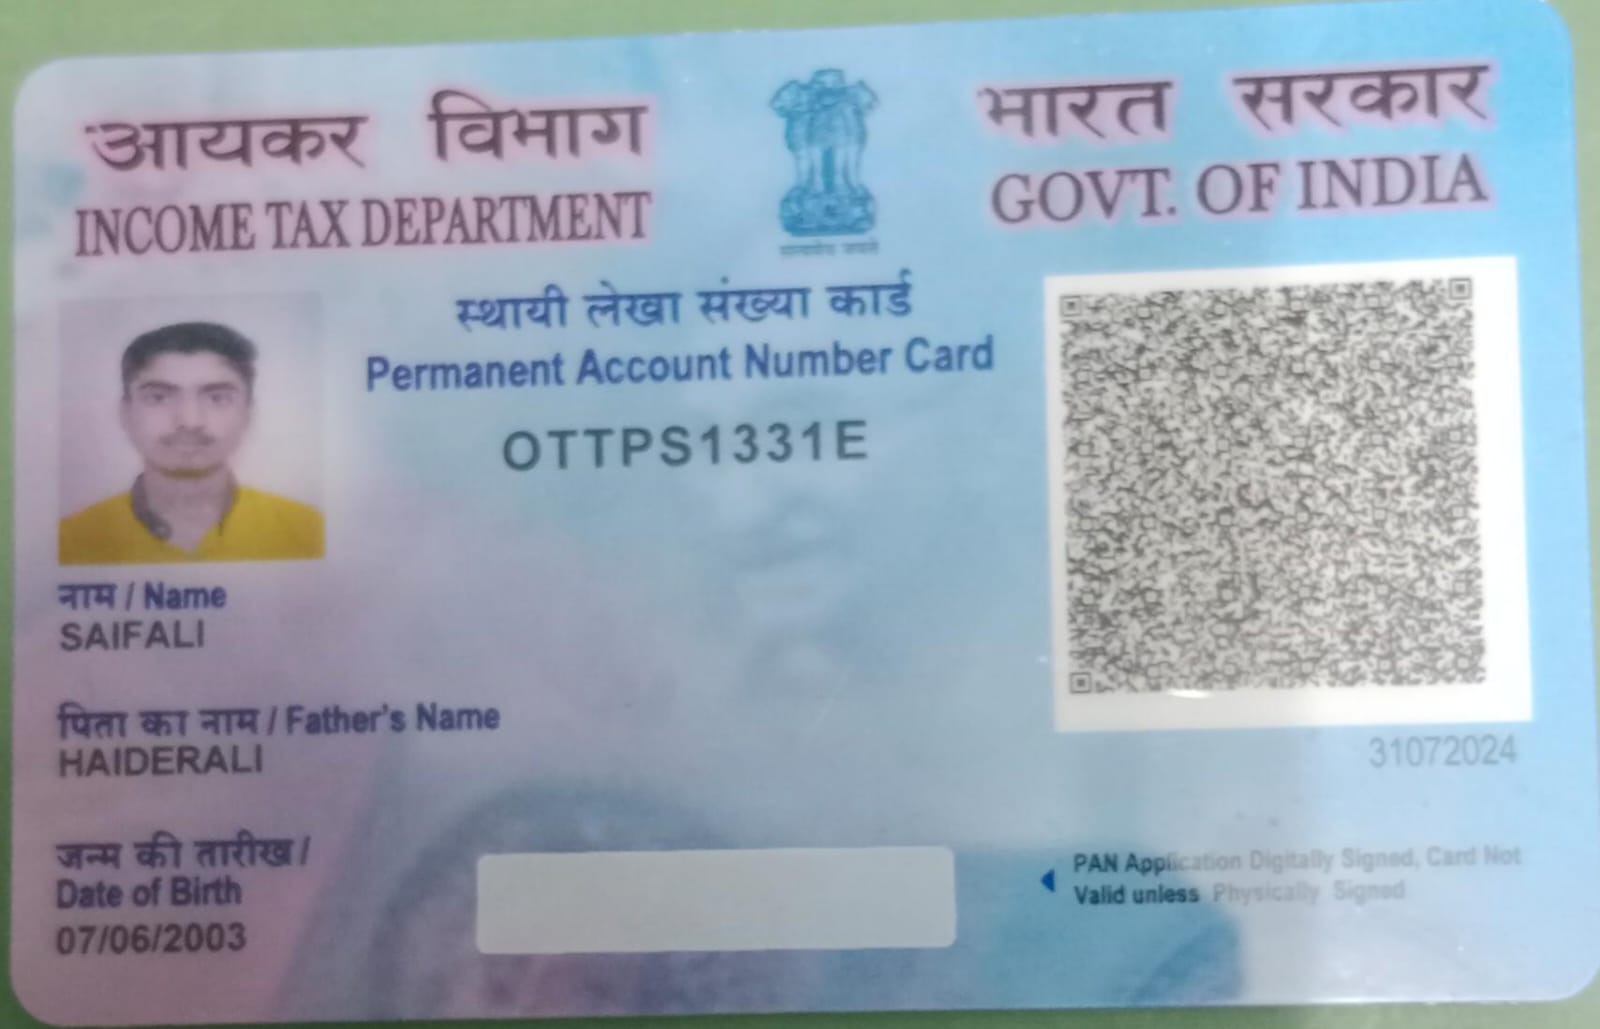 आयकर विभाग
INCOME TAX DEPARTMENT
भारत सरकार
GOVT. OF INDIA
सत्यमेव जयते
स्थायी लेखा संख्या कार्ड
Permanent Account Number Card
OTTPS1331E
नाम / Name
SAIFALI
पिता का नाम / Father's Name
HAIDERALI
जन्म की तारीख /
Date of Birth
07/06/2003
31072024
PAN Application Digitally Signed, Card Not
Valid unless Physically Signed